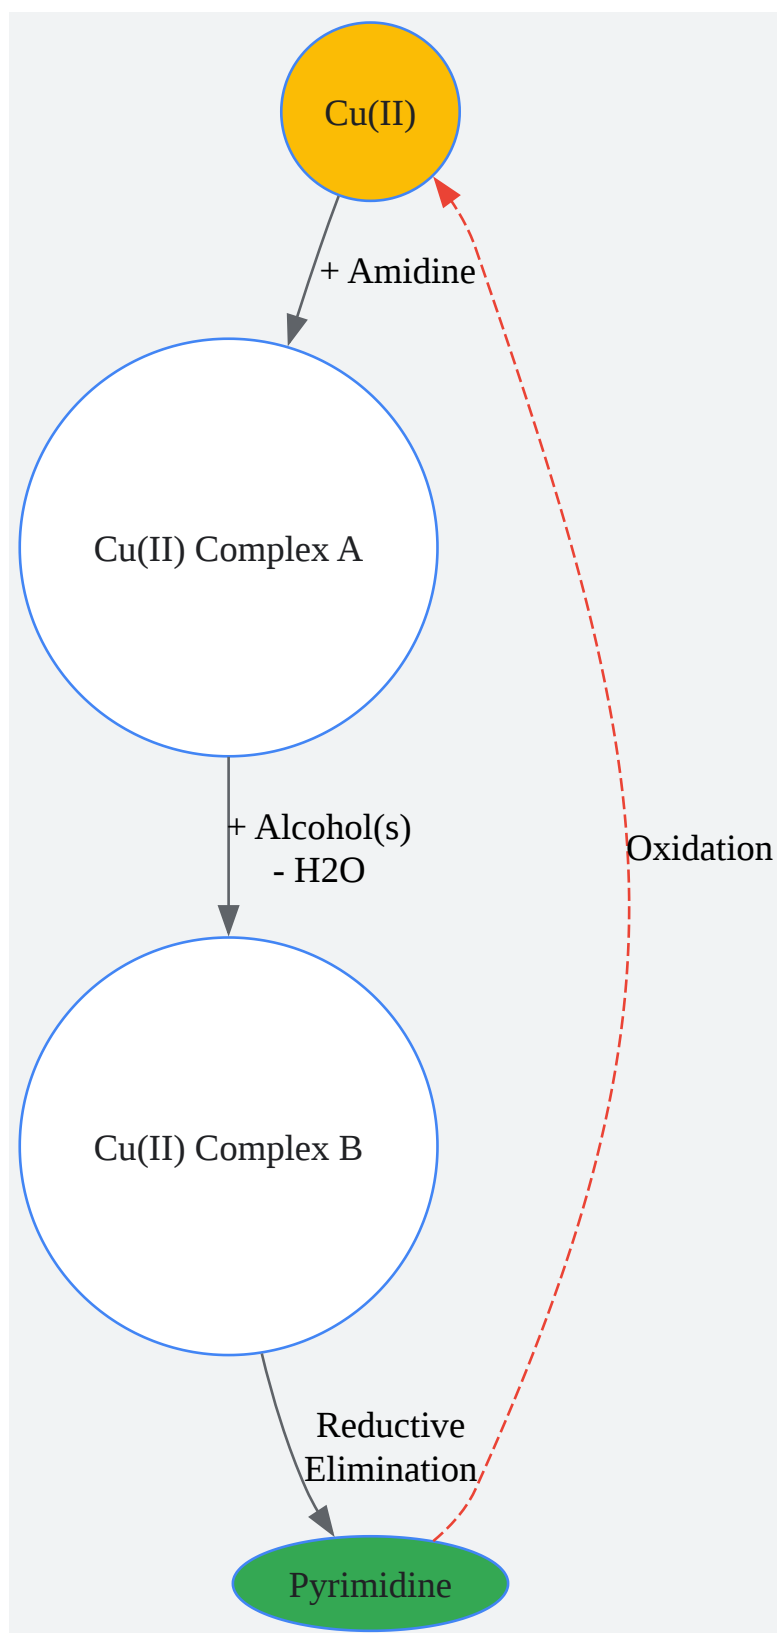 Cu(II)
+ Amidine
Cu(II) Complex A
+ Alcohol(s)
- H2O
Oxidation
Cu(II) Complex B
Reductive
Elimination
Pyrimidine